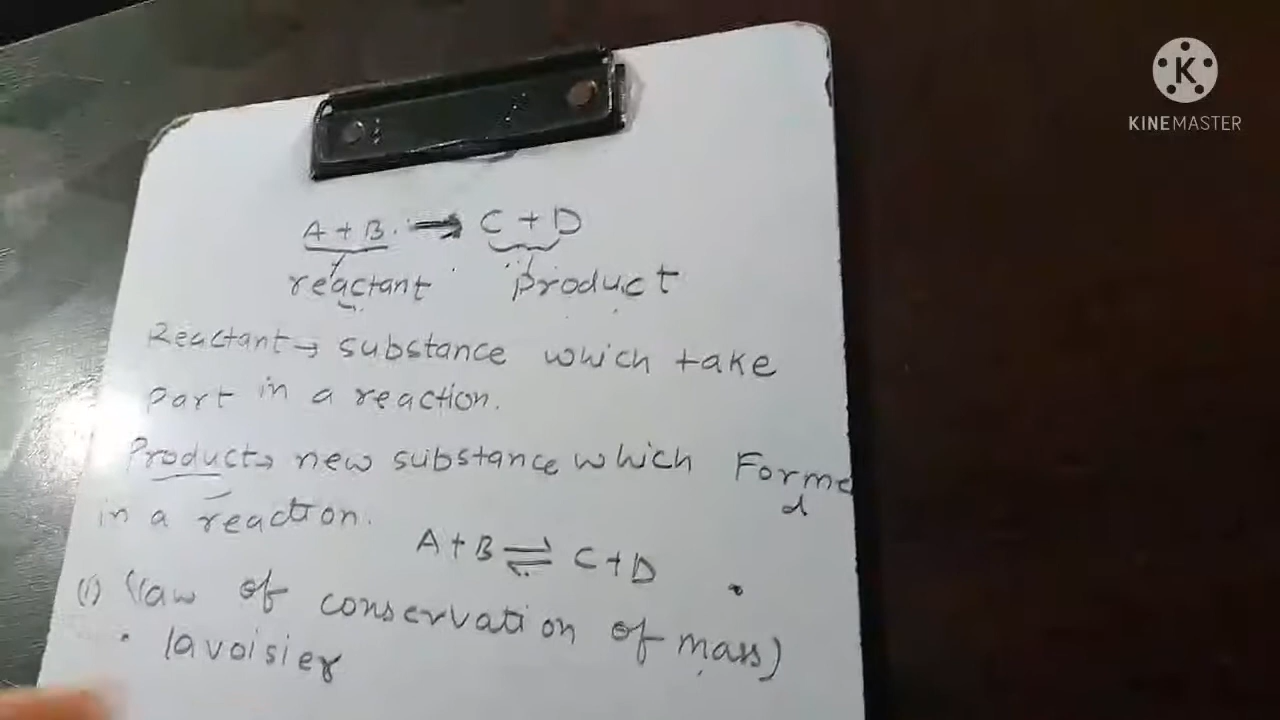 KINEMASTER
A + B. → C + D
reactant product
Reactant → substance which take
Part in a reaction.
Product → new substance which Formed
in a reaction.
A + B ⇌ C + D
(i) (law of conservation of mass)
• lavoisier